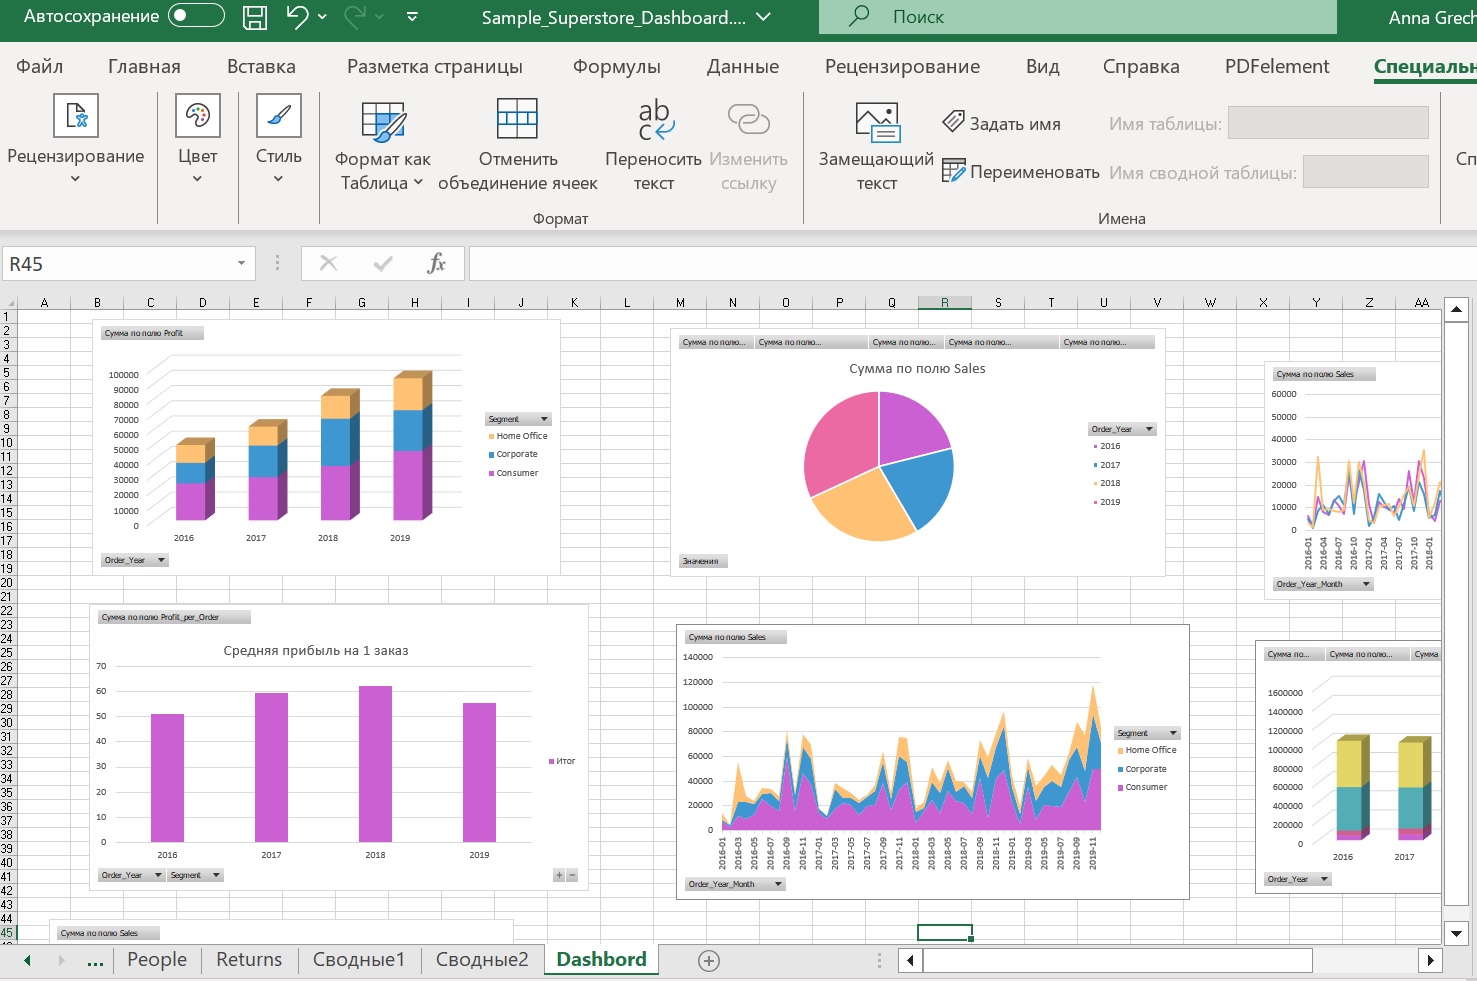 Автосохранение
Sample_Superstore_Dashboard....
Поиск
Anna Grech
Файл Главная Вставка Разметка страницы Формулы Данные Рецензирование Вид Справка PDFelement Специальн
Рецензирование
Цвет
Стиль
Формат как Таблица
Отменить объединение ячеек
Переносить текст
Изменить ссылку
Формат
Замещающий текст
Задать имя
Переименовать
Имя таблицы:
Имя сводной таблицы:
Имена
Сп
R45
fx
A B C D E F G H I J K L M N O P Q R S T U V W X Y Z AA
1
2
3
4
5
6
7
8
9
10
11
12
13
14
15
16
17
18
19
20
21
22
23
24
25
26
27
28
29
30
31
32
33
34
35
36
37
38
39
40
41
42
43
44
45
Сумма по полю Profit
100000
90000
80000
70000
60000
50000
40000
30000
20000
10000
0
2016 2017 2018 2019
Segment
Home Office
Corporate
Consumer
Order_Year
Сумма по полю... Сумма по полю... Сумма по полю... Сумма по полю... Сумма по полю...
Сумма по полю Sales
Order_Year
2016
2017
2018
2019
Значения
Сумма по полю Sales
60000
50000
40000
30000
20000
10000
0
2016-01 2016-04 2016-07 2016-10 2017-01 2017-04 2017-07 2017-10 2018-01
Order_Year_Month
Сумма по полю Profit_per_Order
Средняя прибыль на 1 заказ
70
60
50
40
30
20
10
0
2016 2017 2018 2019
Итог
Order_Year Segment
+ −
Сумма по полю Sales
140000
120000
100000
80000
60000
40000
20000
0
2016-01 2016-03 2016-05 2016-07 2016-09 2016-11 2017-01 2017-03 2017-05 2017-07 2017-09 2017-11 2018-01 2018-03 2018-05 2018-07 2018-09 2018-11 2019-01 2019-03 2019-05 2019-07 2019-09 2019-11
Segment
Home Office
Corporate
Consumer
Order_Year_Month
Сумма по... Сумма по полю... Сумма
1600000
1400000
1200000
1000000
800000
600000
400000
200000
0
2016 2017
Order_Year
Сумма по полю Sales
... People Returns Сводные1 Сводные2 Dashbord